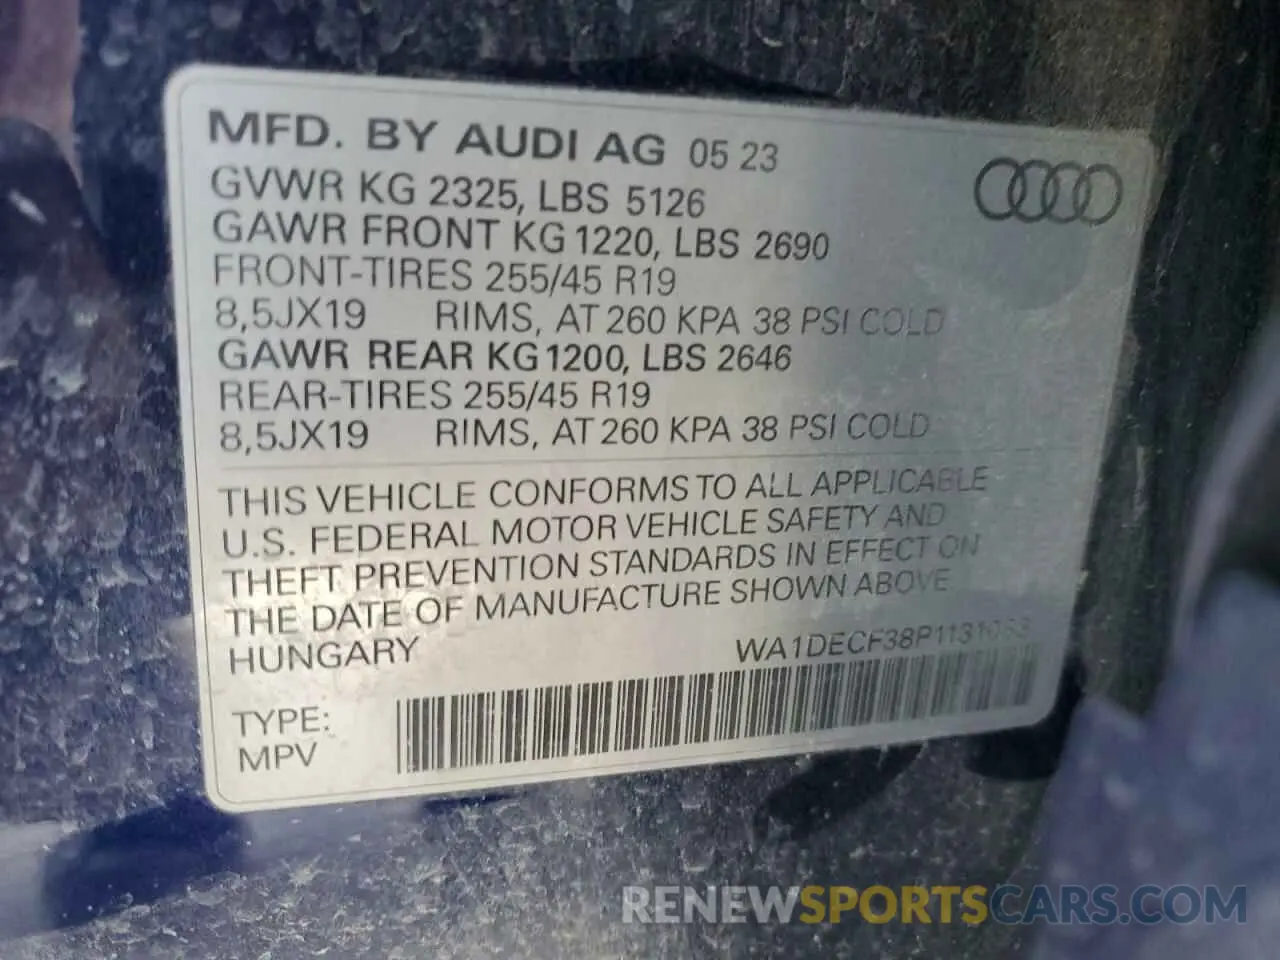 MFD. BY AUDI AG 05 23
GVWR KG 2325, LBS 5126
GAWR FRONT KG 1220, LBS 2690
FRONT-TIRES 255/45 R19
8,5JX19 RIMS, AT 260 KPA 38 PSI COLD
GAWR REAR KG 1200, LBS 2646
REAR-TIRES 255/45 R19
8,5JX19 RIMS, AT 260 KPA 38 PSI COLD
THIS VEHICLE CONFORMS TO ALL APPLICABLE
U.S. FEDERAL MOTOR VEHICLE SAFETY AND
THEFT PREVENTION STANDARDS IN EFFECT ON
THE DATE OF MANUFACTURE SHOWN ABOVE
HUNGARY
TYPE:
MPV
RENEWSPORTSCARS.COM